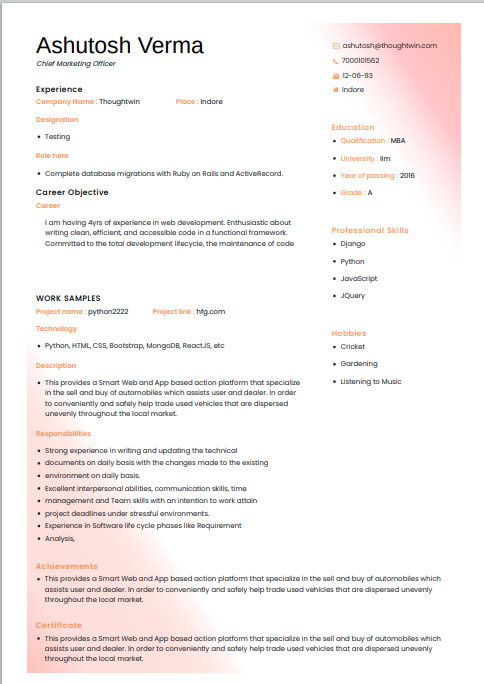 Ashutosh Verma
Chief Marketing Officer
Experience
Company Name : Thoughtwin Place : Indore
Designation
• Testing
Role here
• Complete database migrations with Ruby on Rails and ActiveRecord.
Career Objective
Career
I am having 4yrs of experience in web development. Enthusiastic about
writing clean, efficient, and accessible code in a functional framework.
Committed to the total development lifecycle, the maintenance of code
WORK SAMPLES
Project name : python2222 Project link : hfg.com
Technology
• Python, HTML, CSS, Bootstrap, MongoDB, ReactJS, etc
Description
• This provides a Smart Web and App based action platform that specialize
in the sell and buy of automobiles which assists user and dealer. In order
to conveniently and safely help trade used vehicles that are dispersed
unevenly throughout the local market.
Responsibilities
• Strong experience in writing and updating the technical
• documents on daily basis with the changes made to the existing
• environment on daily basis.
• Excellent interpersonal abilities, communication skills, time
• management and Team skills with an intention to work attain
• project deadlines under stressful environments.
• Experience in Software life cycle phases like Requirement
• Analysis,
ashutosh@thoughtwin.com
7000101562
12-06-93
Indore
Education
• Qualification : MBA
• University : Iim
• Year of passing : 2016
• Grade : A
Professional Skills
• Django
• Python
• JavaScript
• JQuery
Hobbies
• Cricket
• Gardening
• Listening to Music
Achievements
• This provides a Smart Web and App based action platform that specialize in the sell and buy of automobiles which
assists user and dealer. In order to conveniently and safely help trade used vehicles that are dispersed unevenly
throughout the local market.
Certificate
• This provides a Smart Web and App based action platform that specialize in the sell and buy of automobiles which
assists user and dealer. In order to conveniently and safely help trade used vehicles that are dispersed unevenly
throughout the local market.